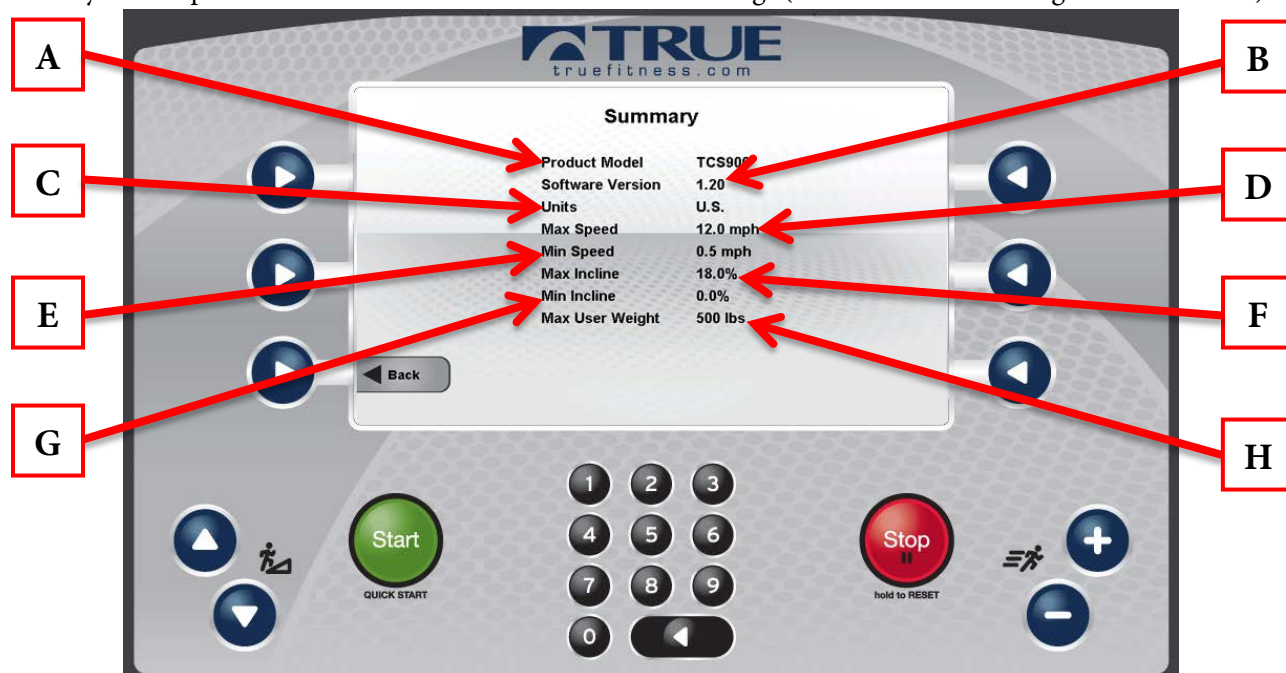 TRUE
truefitness.com
A
B
Summary
Product Model TCS900
Software Version 1.20
C
Units U.S.
D
Max Speed 12.0 mph
Min Speed 0.5 mph
Max Incline 18.0%
E
Min Incline 0.0%
F
Max User Weight 500 lbs
Back
G
H
1 2 3
Start
4 5 6
Stop
QUICK START
7 8 9
hold to RESET
0